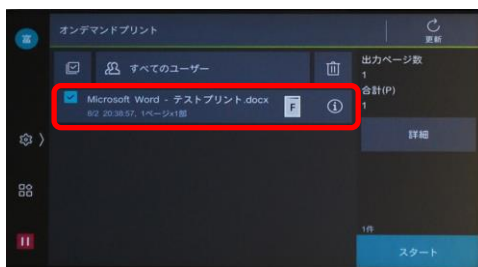 富
オンデマンドプリント
更新
すべてのユーザー
Microsoft Word - テストプリント.docx
6/2 20:38:57, 1ページ×1部
F
出力ページ数
1
合計(P)
1
詳細
1件
スタート